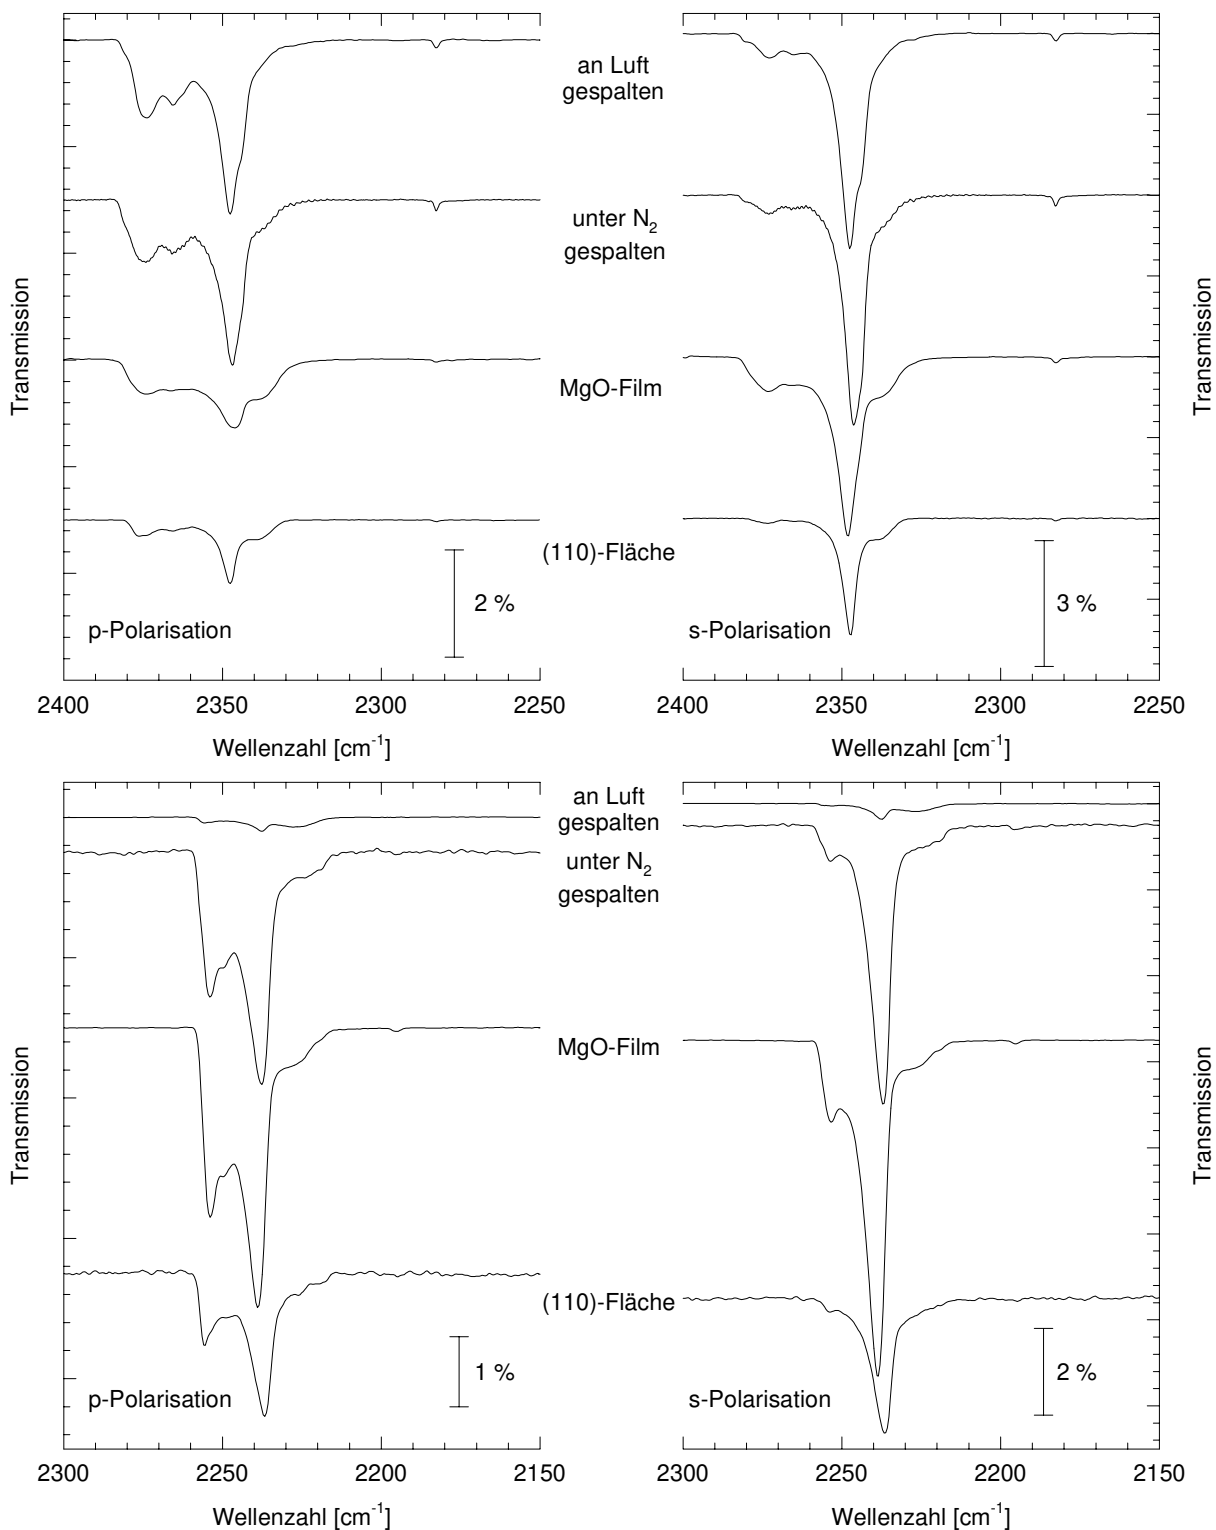 an Luft
gespalten
unter N2
gespalten
MgO-Film
(110)-Fläche
Transmission
Transmission
2 %
3 %
p-Polarisation
s-Polarisation
2400 2350 2300 2250
2400 2350 2300 2250
Wellenzahl [cm-1]
Wellenzahl [cm-1]
an Luft
gespalten
unter N2
gespalten
MgO-Film
(110)-Fläche
Transmission
Transmission
1 %
2 %
p-Polarisation
s-Polarisation
2300 2250 2200 2150
2300 2250 2200 2150
Wellenzahl [cm-1]
Wellenzahl [cm-1]